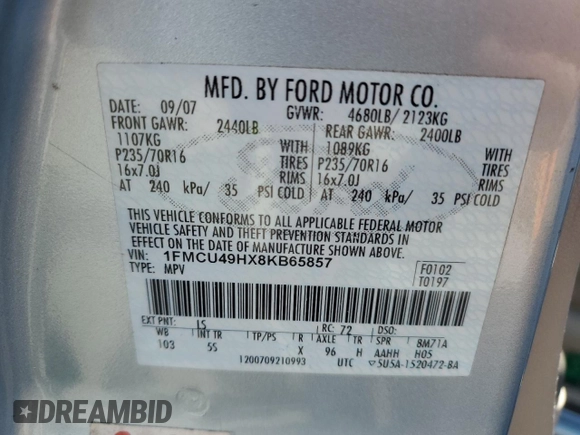 MFD. BY FORD MOTOR CO.
DATE: 09/07 GVWR: 4680LB/ 2123KG
FRONT GAWR: 2440LB REAR GAWR: 2400LB
1107KG WITH 1089KG WITH
P235/70R16 TIRES P235/70R16 TIRES
16x7.0J RIMS 16x7.0J RIMS
AT 240 kPa/ 35 PSI COLD AT 240 kPa/ 35 PSI COLD
THIS VEHICLE CONFORMS TO ALL APPLICABLE FEDERAL MOTOR
VEHICLE SAFETY AND THEFT PREVENTION STANDARDS IN
EFFECT ON THE DATE OF MANUFACTURE SHOWN ABOVE.
VIN: 1FMCU49HX8KB65857 F0102
TYPE: MPV T0197
EXT PNT: TS RC: 72 DSO:
WB INT TR TP/PS R AXLE TR SPR 8M71A
103 5S X 96 H AAHH H05
1200709210993 UTC 5U5A-1520472-BA
DREAMBID